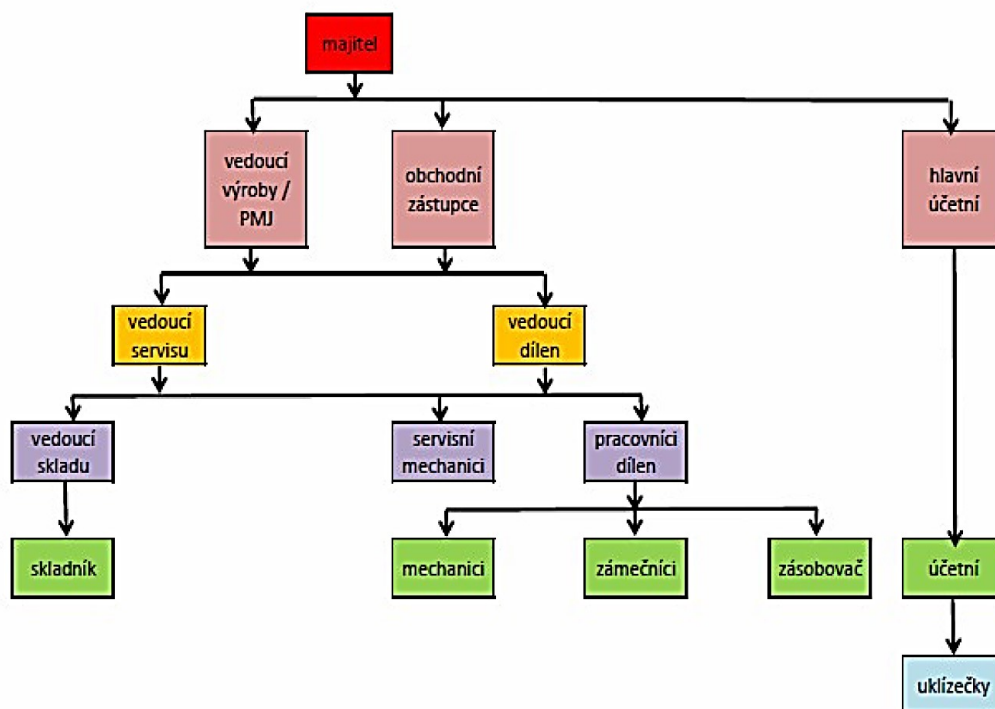 majitel
vedoucí
výroby /
PMJ
obchodní
zástupce
hlavní
účetní
vedoucí
servisu
vedoucí
dílen
vedoucí
skladu
servisní
mechanici
pracovníci
dílen
skladník
mechanici
zámečníci
zásobovač
účetní
uklízečky